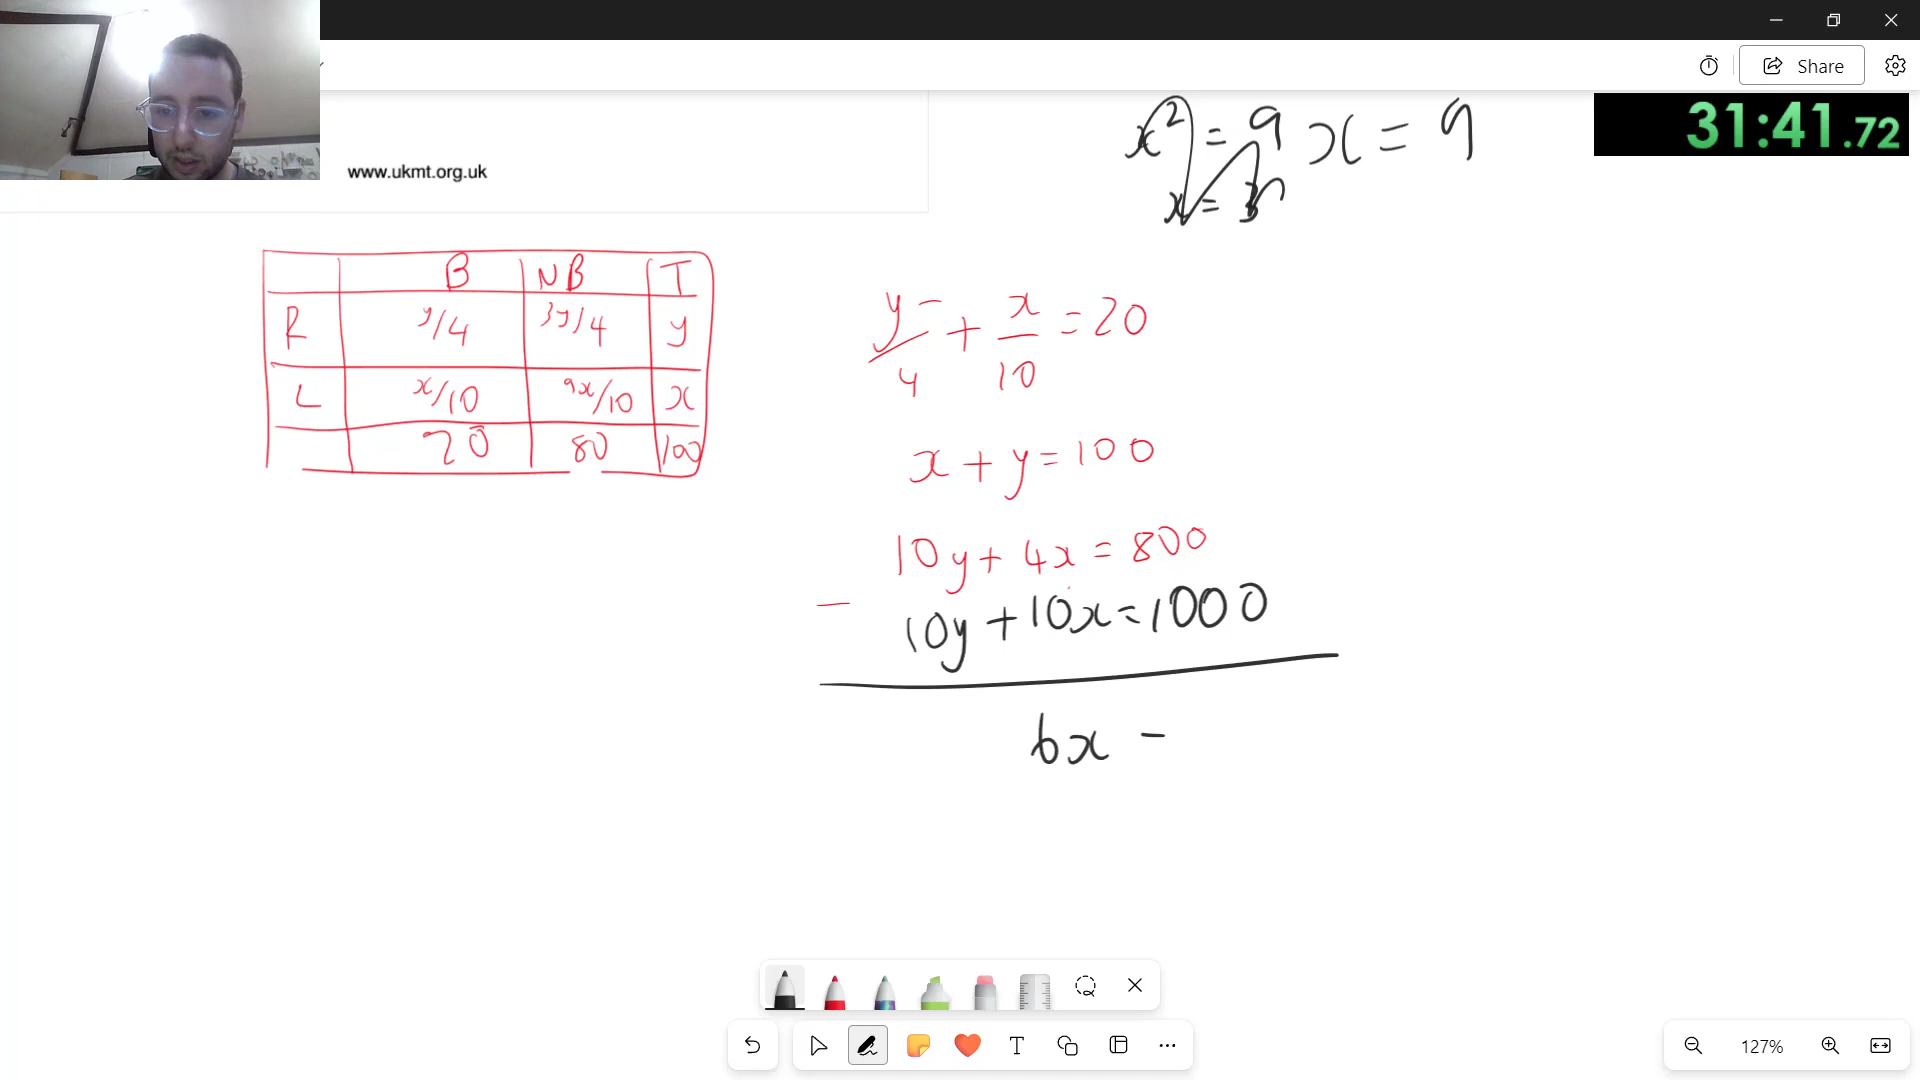 Share
31:41.72
www.ukmt.org.uk
x² = 9 x = 9
x = 3
B NB T
R y/4 3y/4 y
L x/10 9x/10 x
20 80 100
y/4 + x/10 = 20
x + y = 100
10y + 4x = 800
- 10y + 10x = 1000
6x -
T
127%